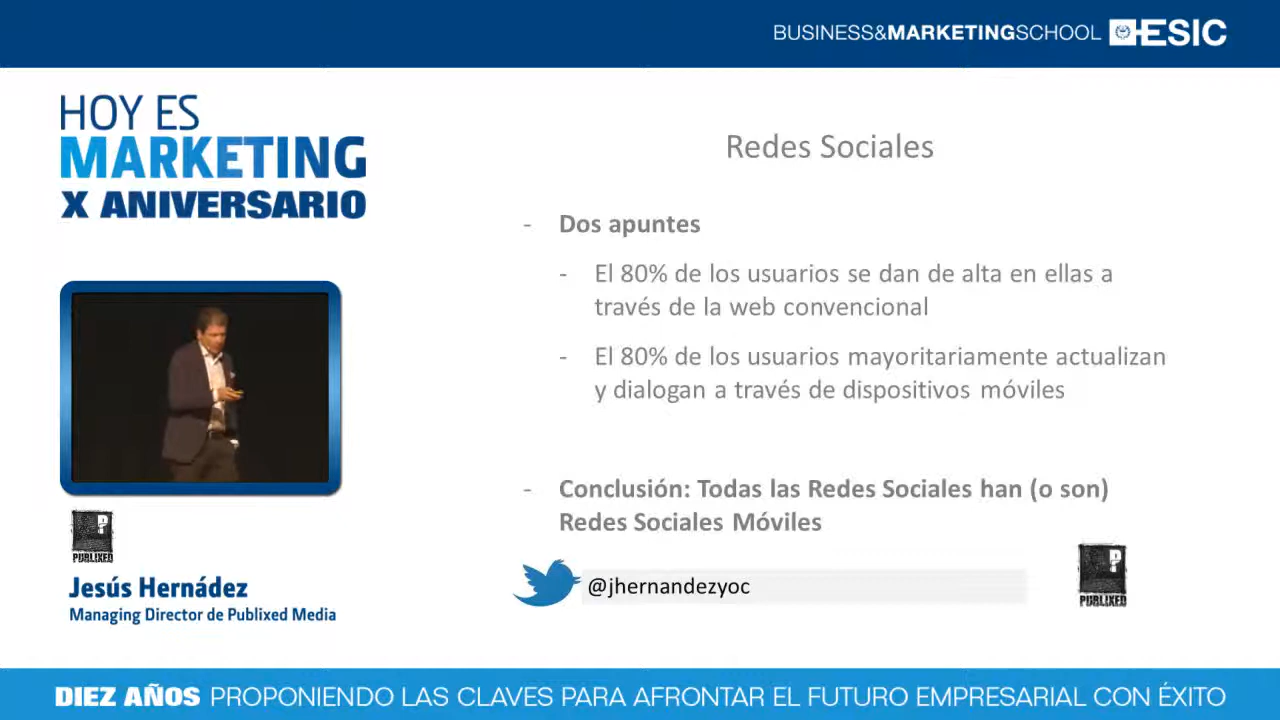 BUSINESS&MARKETINGSCHOOL ESIC
HOY ES
MARKETING
X ANIVERSARIO
Redes Sociales
- Dos apuntes
- El 80% de los usuarios se dan de alta en ellas a
través de la web convencional
- El 80% de los usuarios mayoritariamente actualizan
y dialogan a través de dispositivos móviles
- Conclusión: Todas las Redes Sociales han (o son)
Redes Sociales Móviles
@jhernandezyoc
P
PUBLIXED
P
PUBLIXED
Jesús Hernádez
Managing Director de Publixed Media
DIEZ AÑOS PROPONIENDO LAS CLAVES PARA AFRONTAR EL FUTURO EMPRESARIAL CON ÉXITO